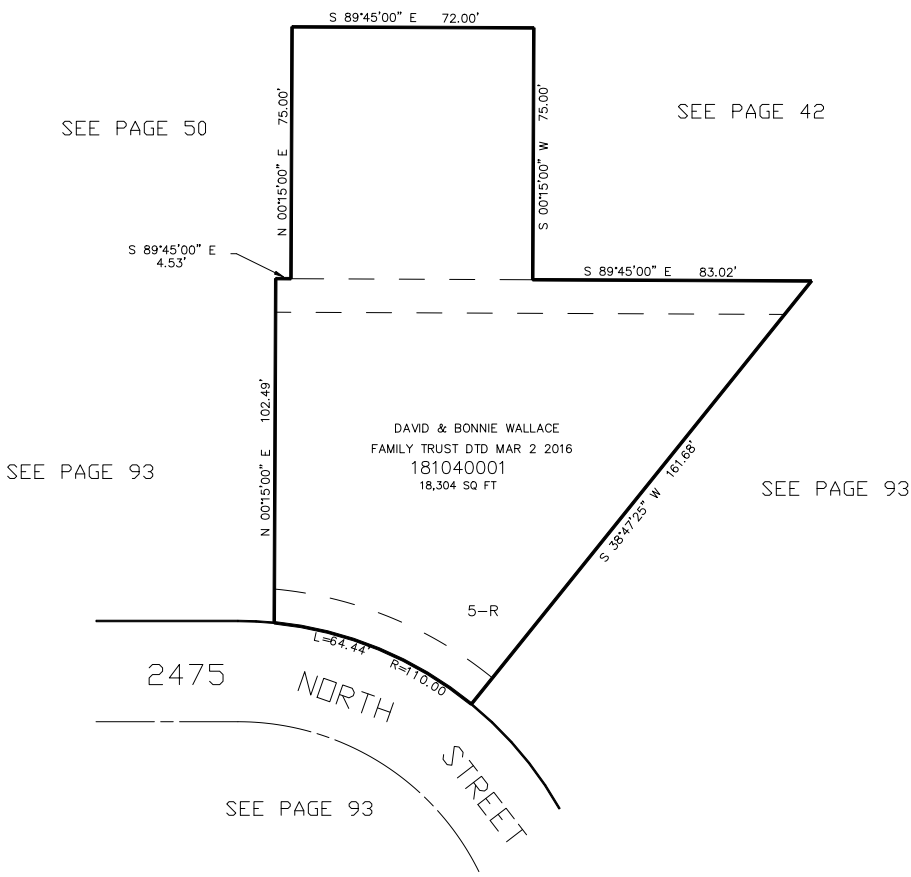 S 89°45'00" E 72.00'
N 00°15'00" E 75.00'
S 00°15'00" W 75.00'
SEE PAGE 50
SEE PAGE 42
S 89°45'00" E
4.53'
S 89°45'00" E 83.02'
N 00°15'00" E 102.49'
DAVID & BONNIE WALLACE
FAMILY TRUST DTD MAR 2 2016
181040001
18,304 SQ FT
SEE PAGE 93
S 38°47'25" W 161.68'
SEE PAGE 93
5-R
L=64.44'
R=110.00
2475 NORTH STREET
SEE PAGE 93